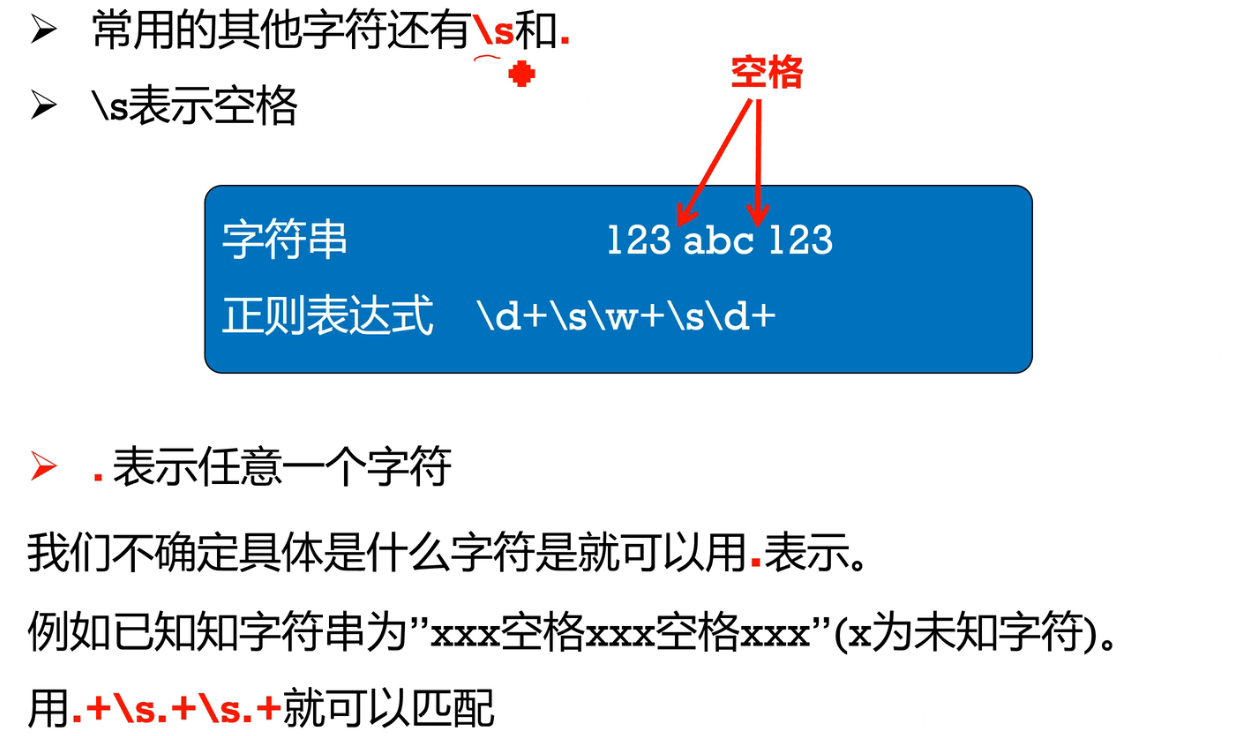 常用的其他字符还有\s和.
空格
\s表示空格
字符串 123 abc 123
正则表达式 \d+\s\w+\s\d+
.表示任意一个字符
我们不确定具体是什么字符是就可以用.表示。
例如已知知字符串为”xxx空格xxx空格xxx”(x为未知字符)。
用.+\s.+\s.+就可以匹配